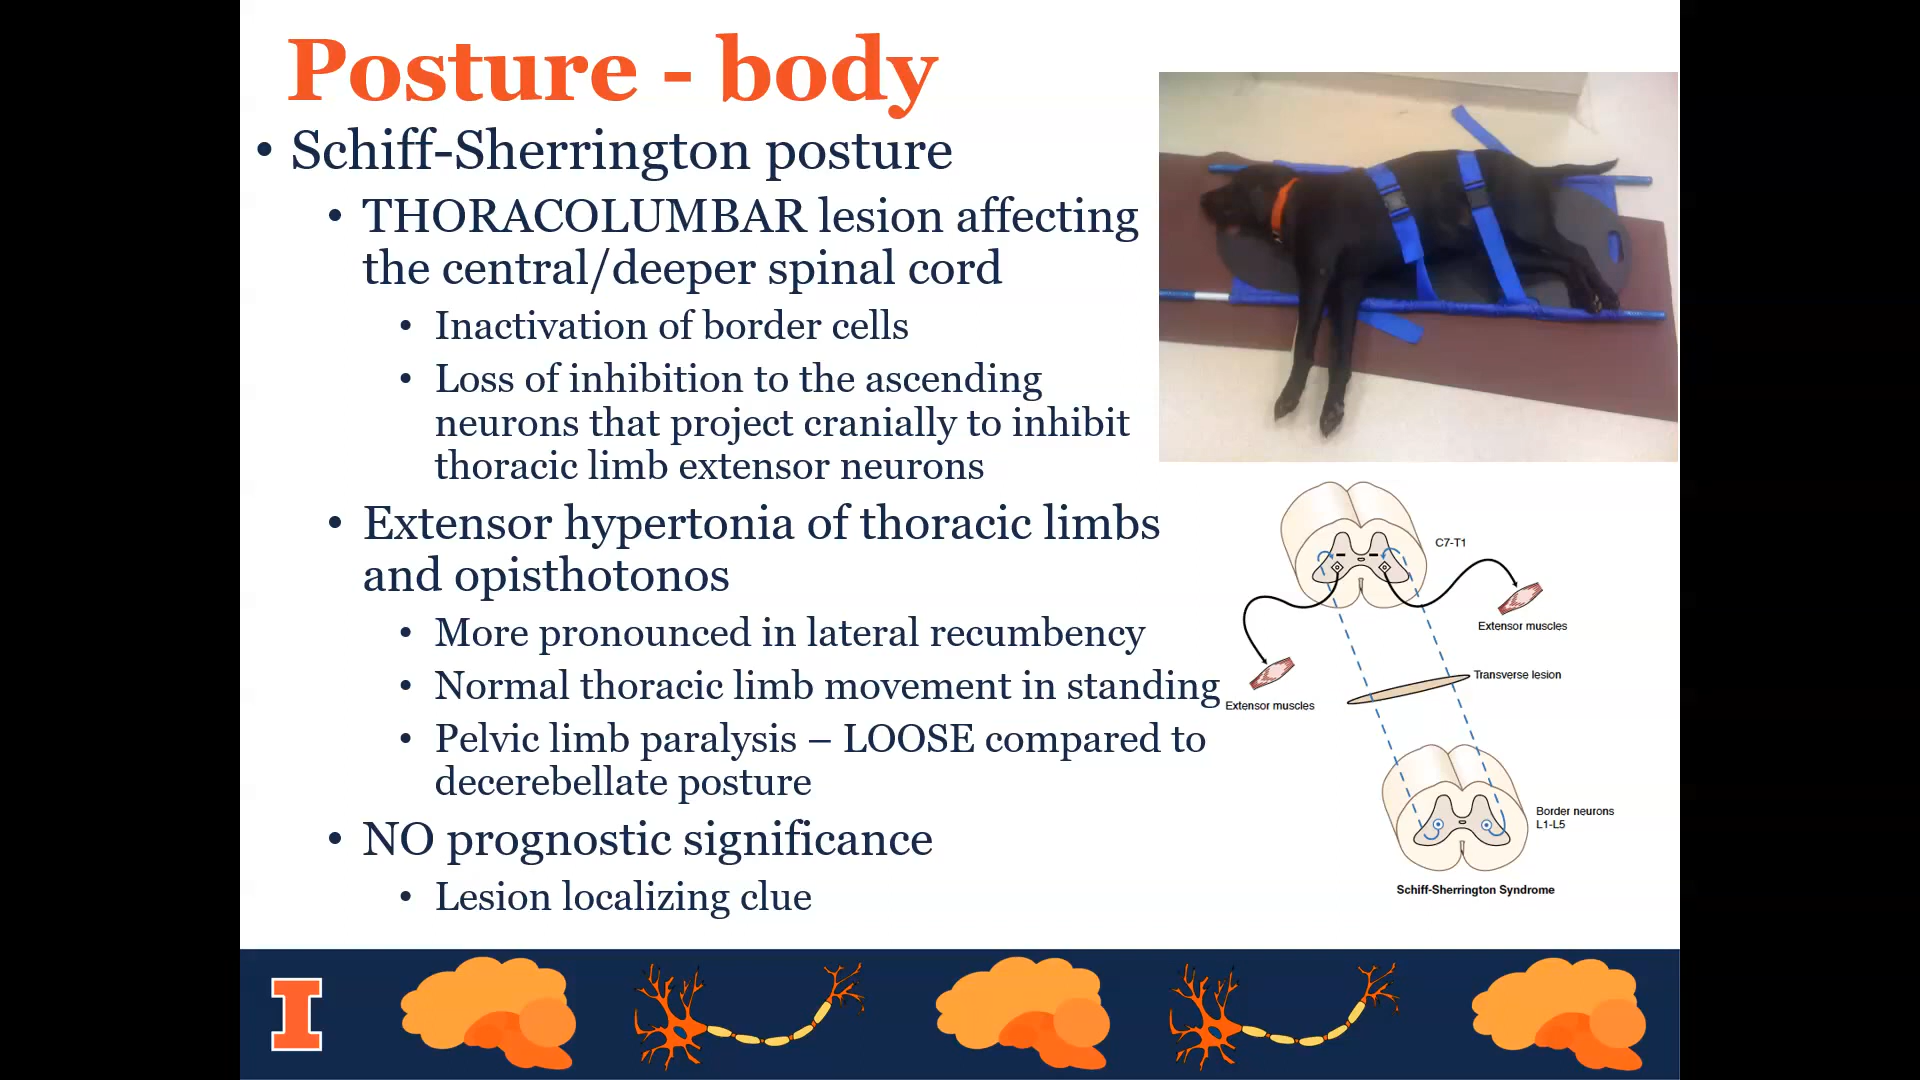 Posture - body
• Schiff-Sherrington posture
• THORACOLUMBAR lesion affecting
the central/deeper spinal cord
• Inactivation of border cells
• Loss of inhibition to the ascending
neurons that project cranially to inhibit
thoracic limb extensor neurons
• Extensor hypertonia of thoracic limbs
and opisthotonos
• More pronounced in lateral recumbency
• Normal thoracic limb movement in standing
• Pelvic limb paralysis – LOOSE compared to
decerebellate posture
• NO prognostic significance
• Lesion localizing clue
C7-T1
Extensor muscles
Transverse lesion
Extensor muscles
Border neurons
L1-L5
Schiff-Sherrington Syndrome
I